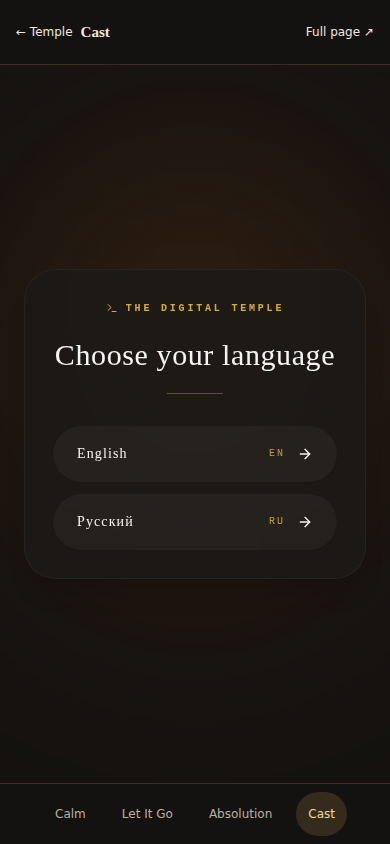 ← Temple Cast Full page ↗
>_ THE DIGITAL TEMPLE
Choose your language
English EN →
Русский RU →
Calm Let It Go Absolution Cast